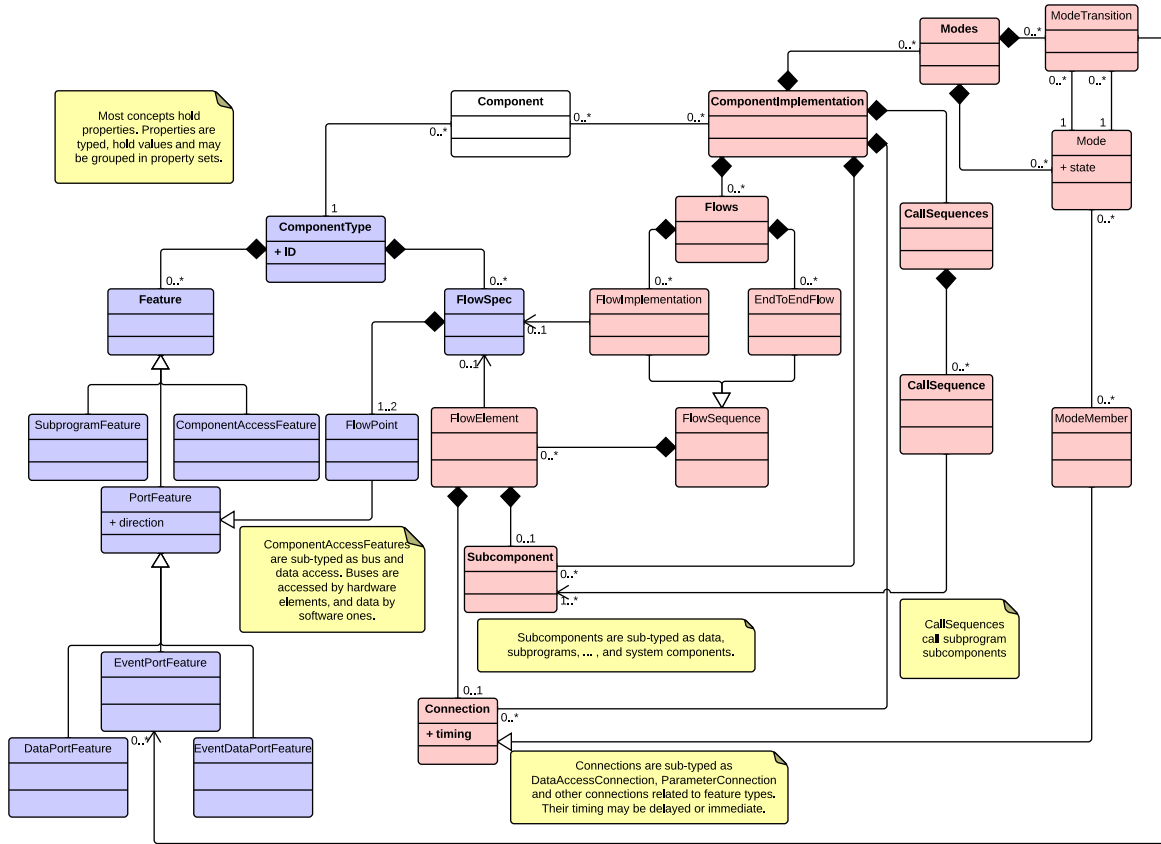 Modes
ModeTransition
0..*
0..*
0..*
0..*
Most concepts hold
properties. Properties are
typed, hold values and may
be grouped in property sets.
Component
0..*
0..*
0..*
ComponentImplementation
1
1
Mode
+ state
0..*
0..*
0..*
1
ComponentType
+ ID
Flows
CallSequences
0..*
0..*
0..*
0..*
Feature
FlowSpec
FlowImplementation
EndToEndFlow
0..1
0..1
0..*
CallSequence
1..2
0..*
SubprogramFeature
ComponentAccessFeature
FlowPoint
FlowElement
FlowSequence
ModeMember
0..*
PortFeature
+ direction
ComponentAccessFeatures
are sub-typed as bus and
data access. Buses are
accessed by hardware
elements, and data by
software ones.
0..1
Subcomponent
0..*
1..*
Subcomponents are sub-typed as data,
subprograms, ... , and system components.
CallSequences
call subprogram
subcomponents
EventPortFeature
0..1
Connection
+ timing
0..*
0..*
DataPortFeature
EventDataPortFeature
Connections are sub-typed as
DataAccessConnection, ParameterConnection
and other connections related to feature types.
Their timing may be delayed or immediate.